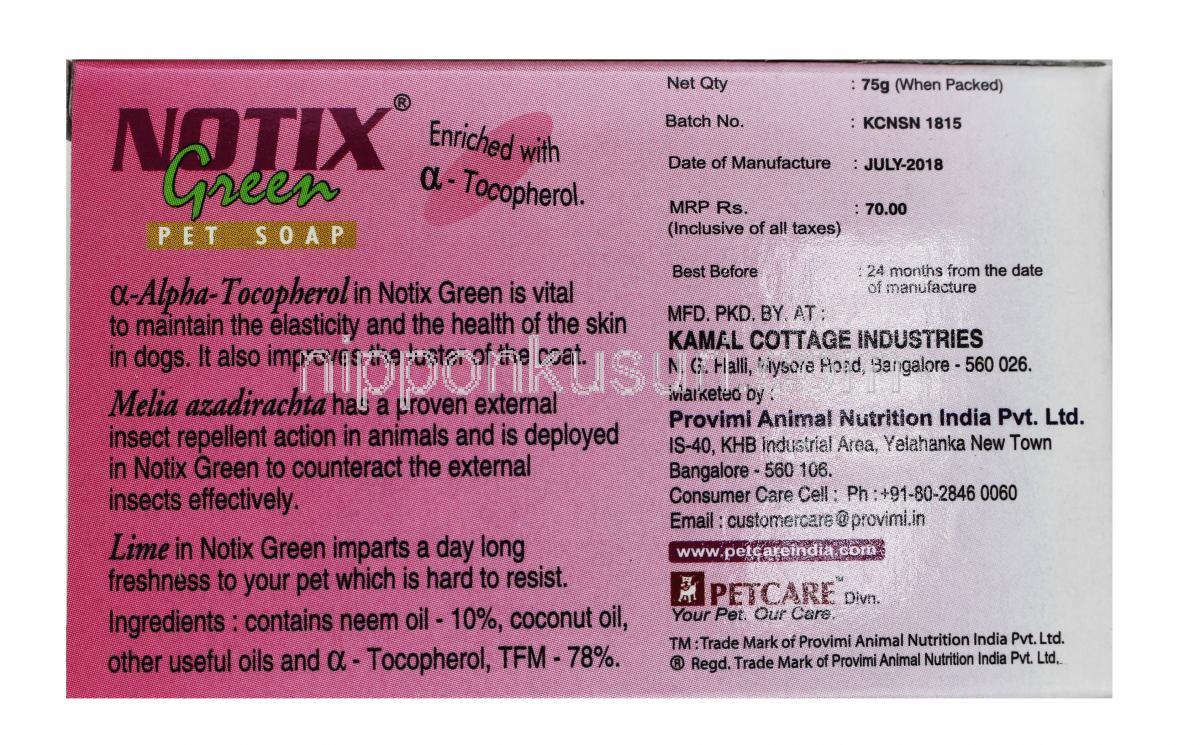 NOTIX®
Green
PET SOAP
Enriched with
α - Tocopherol.
α-Alpha-Tocopherol in Notix Green is vital
to maintain the elasticity and the health of the skin
in dogs. It also improves the luster of the coat.
Melia azadirachta has a proven external
insect repellent action in animals and is deployed
in Notix Green to counteract the external
insects effectively.
Lime in Notix Green imparts a day long
freshness to your pet which is hard to resist.
Ingredients : contains neem oil - 10%, coconut oil,
other useful oils and α - Tocopherol, TFM - 78%.
Net Qty : 75g (When Packed)
Batch No. : KCNSN 1815
Date of Manufacture : JULY-2018
MRP Rs. : 70.00
(Inclusive of all taxes)
Best Before : 24 months from the date
of manufacture
MFD. PKD. BY. AT :
KAMAL COTTAGE INDUSTRIES
N. G. Halli, Mysore Road, Bangalore - 560 026.
Marketed by :
Provimi Animal Nutrition India Pvt. Ltd.
IS-40, KHB Industrial Area, Yelahanka New Town
Bangalore - 560 106.
Consumer Care Cell : Ph : +91-80-2846 0060
Email : customercare@provimi.in
www.petcareindia.com
PETCARE™ Divn.
Your Pet. Our Care.
TM : Trade Mark of Provimi Animal Nutrition India Pvt. Ltd.
® Regd. Trade Mark of Provimi Animal Nutrition India Pvt. Ltd.
nipponkusuri.com